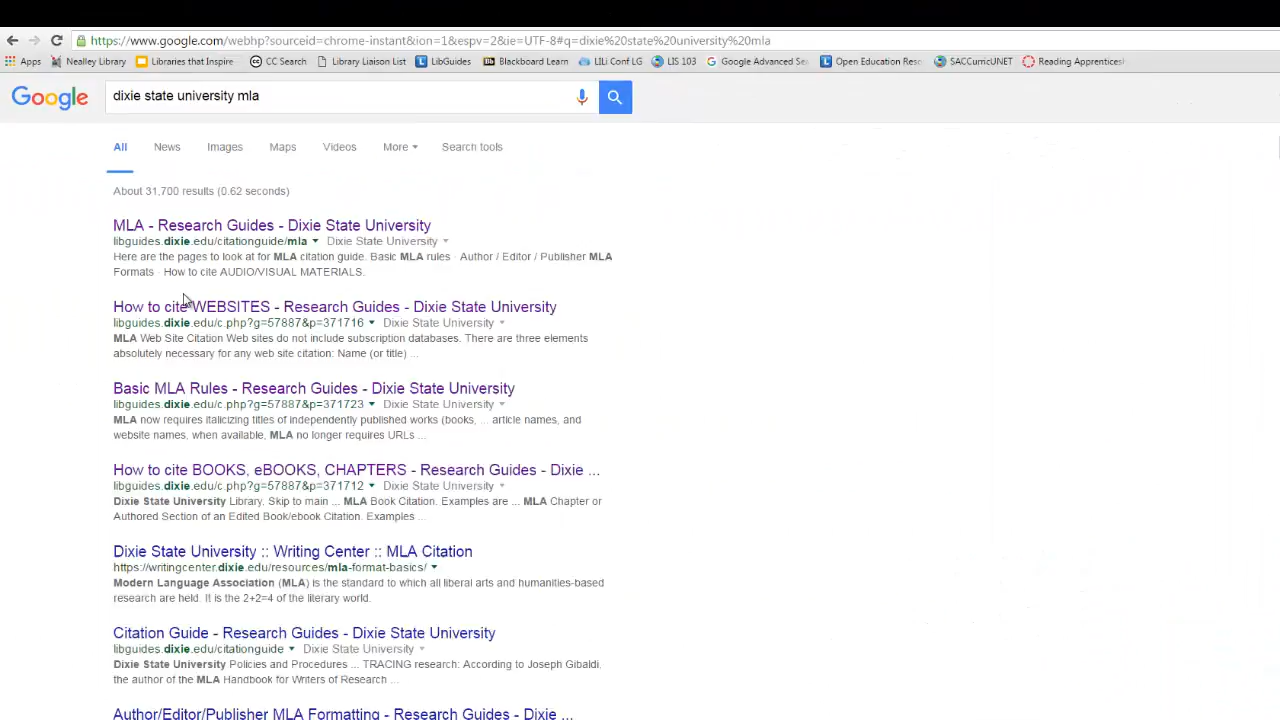 https://www.google.com/webhp?sourceid=chrome-instant&ion=1&espv=2&ie=UTF-8#q=dixie%20state%20university%20mla
Apps Nealley Library Libraries that Inspire CC Search Library Liaison List LibGuides Blackboard Learn LILi Conf LG LIS 103 Google Advanced Sea Open Education Resc SACCurricUNET Reading Apprentices
Google dixie state university mla
All News Images Maps Videos More Search tools
About 31,700 results (0.62 seconds)
MLA - Research Guides - Dixie State University
libguides.dixie.edu/citationguide/mla Dixie State University
Here are the pages to look at for MLA citation guide. Basic MLA rules · Author / Editor / Publisher MLA
Formats · How to cite AUDIO/VISUAL MATERIALS.
How to cite WEBSITES - Research Guides - Dixie State University
libguides.dixie.edu/c.php?g=57887&p=371716 Dixie State University
MLA Web Site Citation Web sites do not include subscription databases. There are three elements
absolutely necessary for any web site citation: Name (or title) ...
Basic MLA Rules - Research Guides - Dixie State University
libguides.dixie.edu/c.php?g=57887&p=371723 Dixie State University
MLA now requires italicizing titles of independently published works (books, ... article names, and
website names, when available, MLA no longer requires URLs ...
How to cite BOOKS, eBOOKS, CHAPTERS - Research Guides - Dixie ...
libguides.dixie.edu/c.php?g=57887&p=371712 Dixie State University
Dixie State University Library. Skip to main ... MLA Book Citation. Examples are ... MLA Chapter or
Authored Section of an Edited Book/ebook Citation. Examples ...
Dixie State University :: Writing Center :: MLA Citation
https://writingcenter.dixie.edu/resources/mla-format-basics/
Modern Language Association (MLA) is the standard to which all liberal arts and humanities-based
research are held. It is the 2+2=4 of the literary world.
Citation Guide - Research Guides - Dixie State University
libguides.dixie.edu/citationguide Dixie State University
Dixie State University Policies and Procedures ... TRACING research: According to Joseph Gibaldi,
the author of the MLA Handbook for Writers of Research ...
Author/Editor/Publisher MLA Formatting - Research Guides - Dixie ...